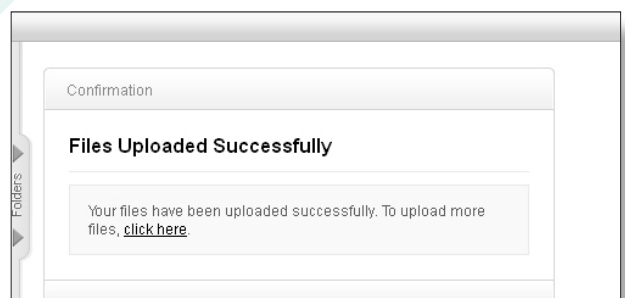 Confirmation
Files Uploaded Successfully
Folders
Your files have been uploaded successfully. To upload more
files, click here.